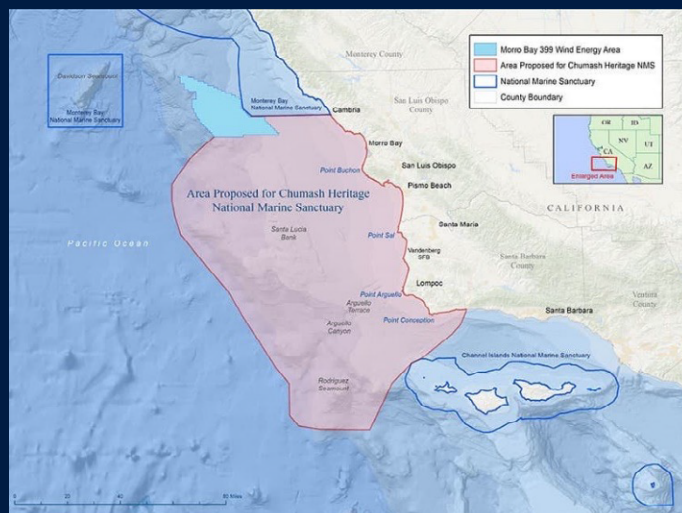 Morro Bay 399 Wind Energy Area
Area Proposed for Chumash Heritage NMS
National Marine Sanctuary
County Boundary
OR
ID
NV
UT
CA
AZ
Enlarged Area
CALIFORNIA
Monterey County
San Luis Obispo
County
Santa Barbara
County
Ventura
County
Davidson Seamount
Monterey Bay
National Marine Sanctuary
Monterey Bay
National Marine Sanctuary
Cambria
Morro Bay
Point Buchon
San Luis Obispo
Pismo Beach
Area Proposed for Chumash Heritage
National Marine Sanctuary
Santa Lucia
Bank
Santa Maria
Point Sal
Vandenberg
SFB
Pacific Ocean
Lompoc
Point Arguello
Arguello
Terrace
Point Conception
Arguello
Canyon
Santa Barbara
Channel Islands National Marine Sanctuary
Rodriguez
Seamount
0
20
40
80 Miles